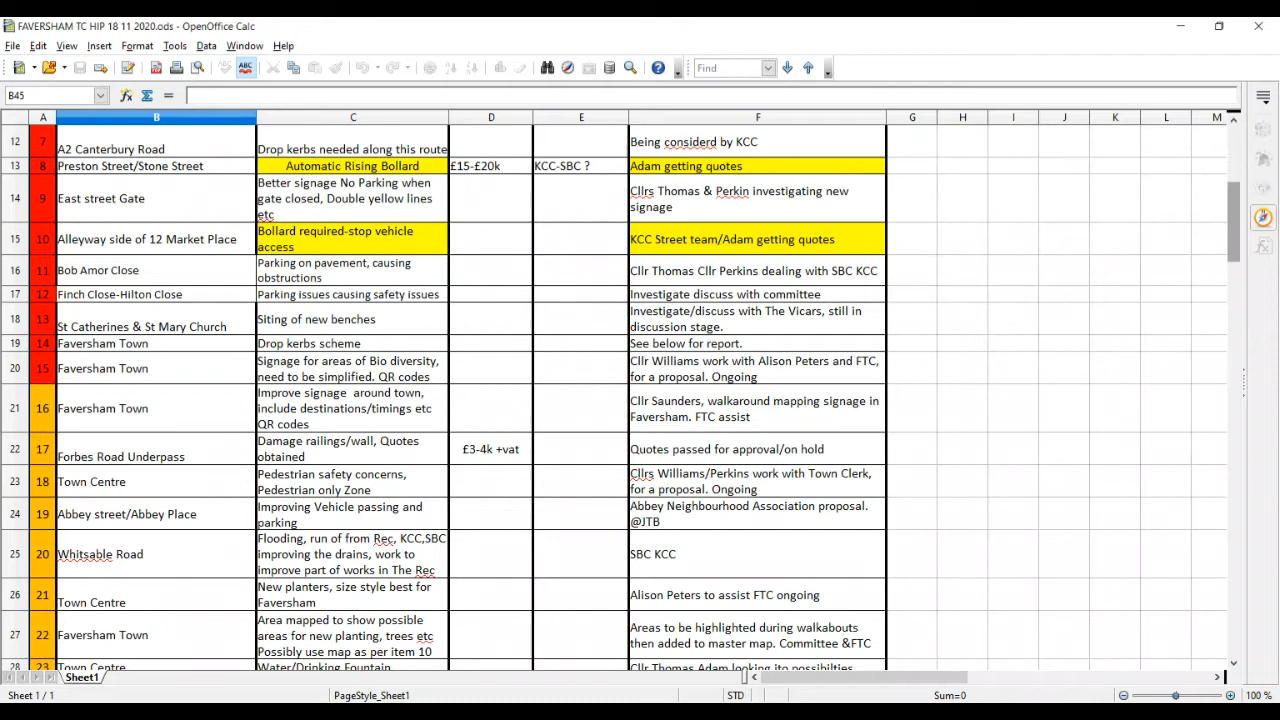 FAVERSHAM TC HIP 18 11 2020.ods - OpenOffice Calc
File Edit View Insert Format Tools Data Window Help
ABC Find
B45
A B C D E F G H I J K L M
12 7 A2 Canterbury Road Drop kerbs needed along this route Being considerd by KCC
13 8 Preston Street/Stone Street Automatic Rising Bollard £15-£20k KCC-SBC ? Adam getting quotes
14 9 East street Gate
Better signage No Parking when
gate closed, Double yellow lines
etc
Cllrs Thomas & Perkin investigating new
signage
15 10 Alleyway side of 12 Market Place
Bollard required-stop vehicle
access
KCC Street team/Adam getting quotes
16 11 Bob Amor Close
Parking on pavement, causing
obstructions
Cllr Thomas Cllr Perkins dealing with SBC KCC
17 12 Finch Close-Hilton Close Parking issues causing safety issues Investigate discuss with committee
18 13 St Catherines & St Mary Church Siting of new benches
Investigate/discuss with The Vicars, still in
discussion stage.
19 14 Faversham Town Drop kerbs scheme See below for report.
20 15 Faversham Town
Signage for areas of Bio diversity,
need to be simplified. QR codes
Cllr Williams work with Alison Peters and FTC,
for a proposal. Ongoing
21 16 Faversham Town
Improve signage around town,
include destinations/timings etc
QR codes
Cllr Saunders, walkaround mapping signage in
Faversham. FTC assist
22 17 Forbes Road Underpass
Damage railings/wall, Quotes
obtained
£3-4k +vat Quotes passed for approval/on hold
23 18 Town Centre
Pedestrian safety concerns,
Pedestrian only Zone
Cllrs Williams/Perkins work with Town Clerk,
for a proposal. Ongoing
24 19 Abbey street/Abbey Place
Improving Vehicle passing and
parking
Abbey Neighbourhood Association proposal.
@JTB
25 20 Whitsable Road
Flooding, run of from Rec, KCC,SBC
improving the drains, work to
improve part of works in The Rec
SBC KCC
26 21 Town Centre
New planters, size style best for
Faversham
Alison Peters to assist FTC ongoing
27 22 Faversham Town
Area mapped to show possible
areas for new planting, trees etc
Possibly use map as per item 10
Areas to be highlighted during walkabouts
then added to master map. Committee &FTC
28 23 Town Centre Water/Drinking Fountain Cllr Thomas Adam looking ito possibilties
Sheet1
Sheet 1 / 1 PageStyle_Sheet1 STD Sum=0 100 %